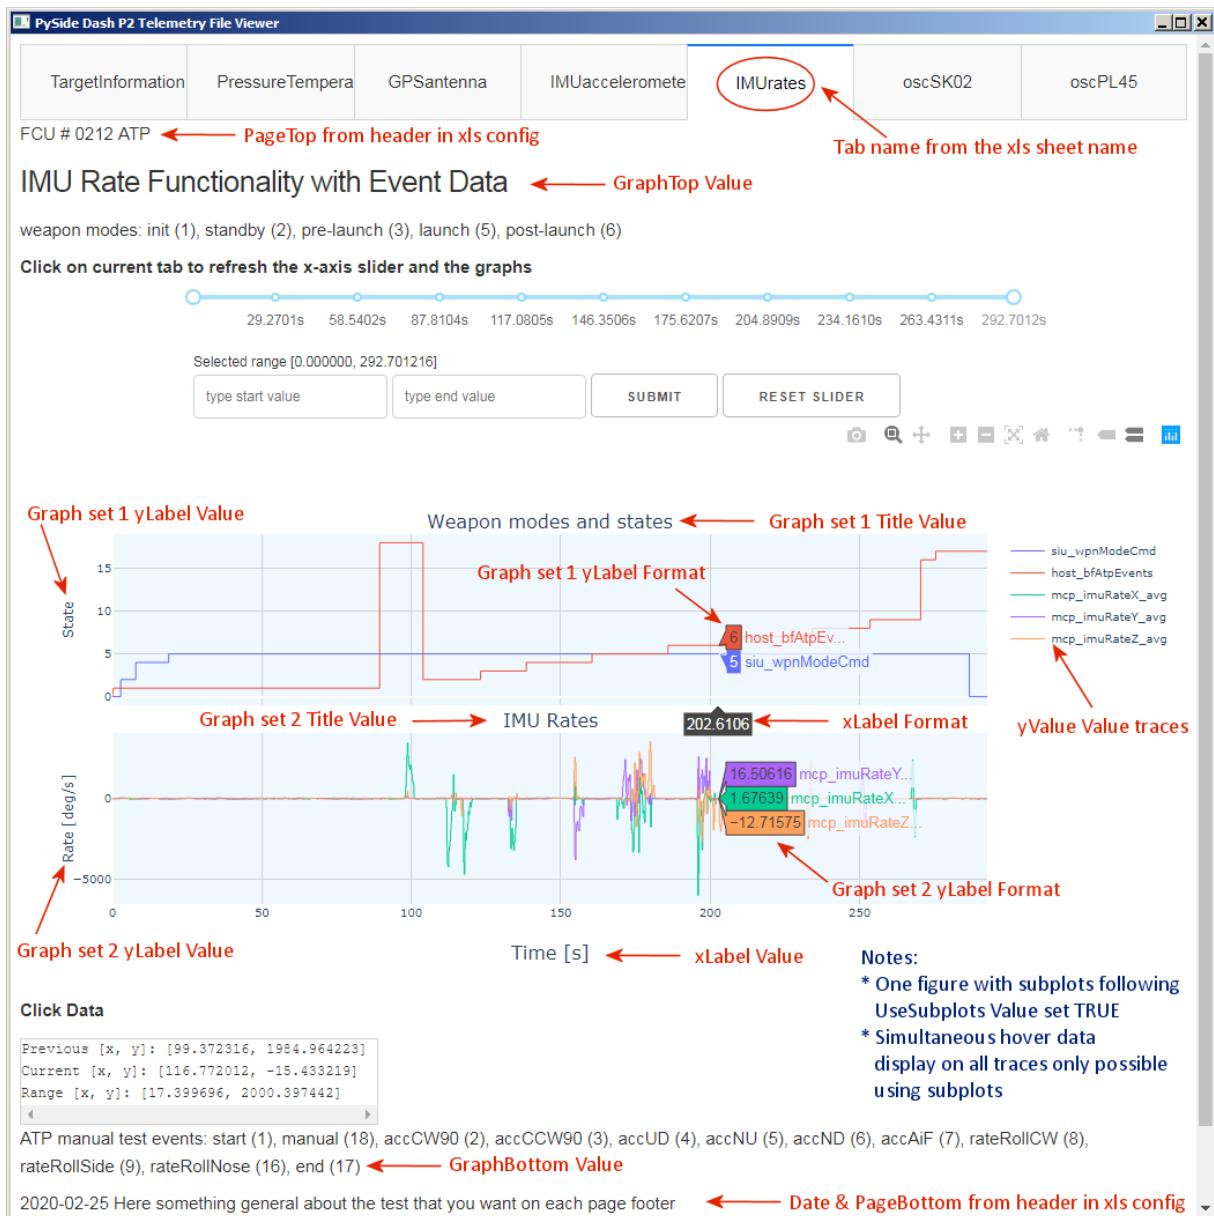 PySide Dash P2 Telemetry File Viewer
TargetInformation PressureTempera GPSantenna IMUacceleromete IMUrates oscSK02 oscPL45
FCU # 0212 ATP PageTop from header in xls config
Tab name from the xls sheet name
IMU Rate Functionality with Event Data GraphTop Value
weapon modes: init (1), standby (2), pre-launch (3), launch (5), post-launch (6)
Click on current tab to refresh the x-axis slider and the graphs
29.2701s 58.5402s 87.8104s 117.0805s 146.3506s 175.6207s 204.8909s 234.1610s 263.4311s 292.7012s
Selected range [0.000000, 292.701216]
type start value type end value SUBMIT RESET SLIDER
Graph set 1 yLabel Value
Weapon modes and states Graph set 1 Title Value
siu_wpnModeCmd
host_bfAtpEvents
mcp_imuRateX_avg
mcp_imuRateY_avg
mcp_imuRateZ_avg
Graph set 1 yLabel Format
State
15
10
5
0
6 host_bfAtpEv...
5 siu_wpnModeCmd
Graph set 2 Title Value IMU Rates 202.6106 xLabel Format
yValue Value traces
Rate [deg/s]
0
−5000
16.50616 mcp_imuRateY...
1.67639 mcp_imuRateX...
−12.71575 mcp_imuRateZ...
Graph set 2 yLabel Format
0 50 100 150 200 250
Graph set 2 yLabel Value
Time [s] xLabel Value
Notes:
* One figure with subplots following
UseSubplots Value set TRUE
* Simultaneous hover data
display on all traces only possible
using subplots
Click Data
Previous [x, y]: [99.372316, 1984.964223]
Current [x, y]: [116.772012, -15.433219]
Range [x, y]: [17.399696, 2000.397442]
ATP manual test events: start (1), manual (18), accCW90 (2), accCCW90 (3), accUD (4), accNU (5), accND (6), accAiF (7), rateRollCW (8),
rateRollSide (9), rateRollNose (16), end (17) GraphBottom Value
2020-02-25 Here something general about the test that you want on each page footer Date & PageBottom from header in xls config